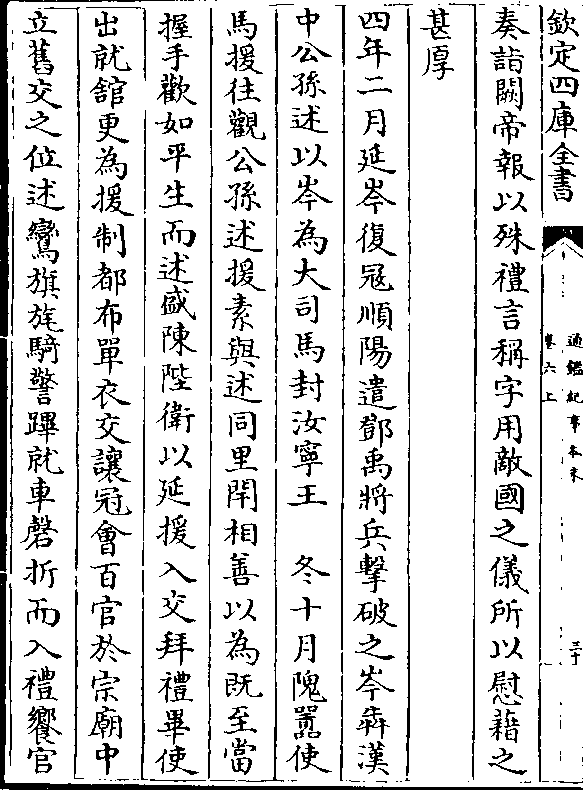 欽定四庫全書
通鑑紀事本末
卷六上
三十
奏詣闕帝報以殊禮言稱字用敵國之儀所以慰藉之
甚厚
四年二月延岑復冦順陽遣鄧禹將兵擊破之岑犇漢
中公孫述以岑為大司馬封汝寧王　冬十月隗囂使
馬援往觀公孫述援素與述同里閈相善以為既至當
握手歡如平生而述盛陳陛衛以延援入交拜禮畢使
出就舘更為援制都布單衣交讓冠會百官於宗廟中
立舊交之位述鸞旗旄騎警蹕就車磬折而入禮饗官